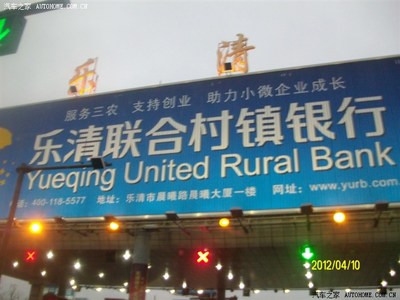 汽车之家 AUTOHOME.COM.CN
乐 清
服务三农 支持创业 助力小微企业成长
乐清联合村镇银行
Yueqing United Rural Bank
400-118-5577 地址：乐清市晨曦路晨曦大厦一楼 网址：www.yurb.com
2012/04/10
汽车之家 AUTOHOME.COM.CN